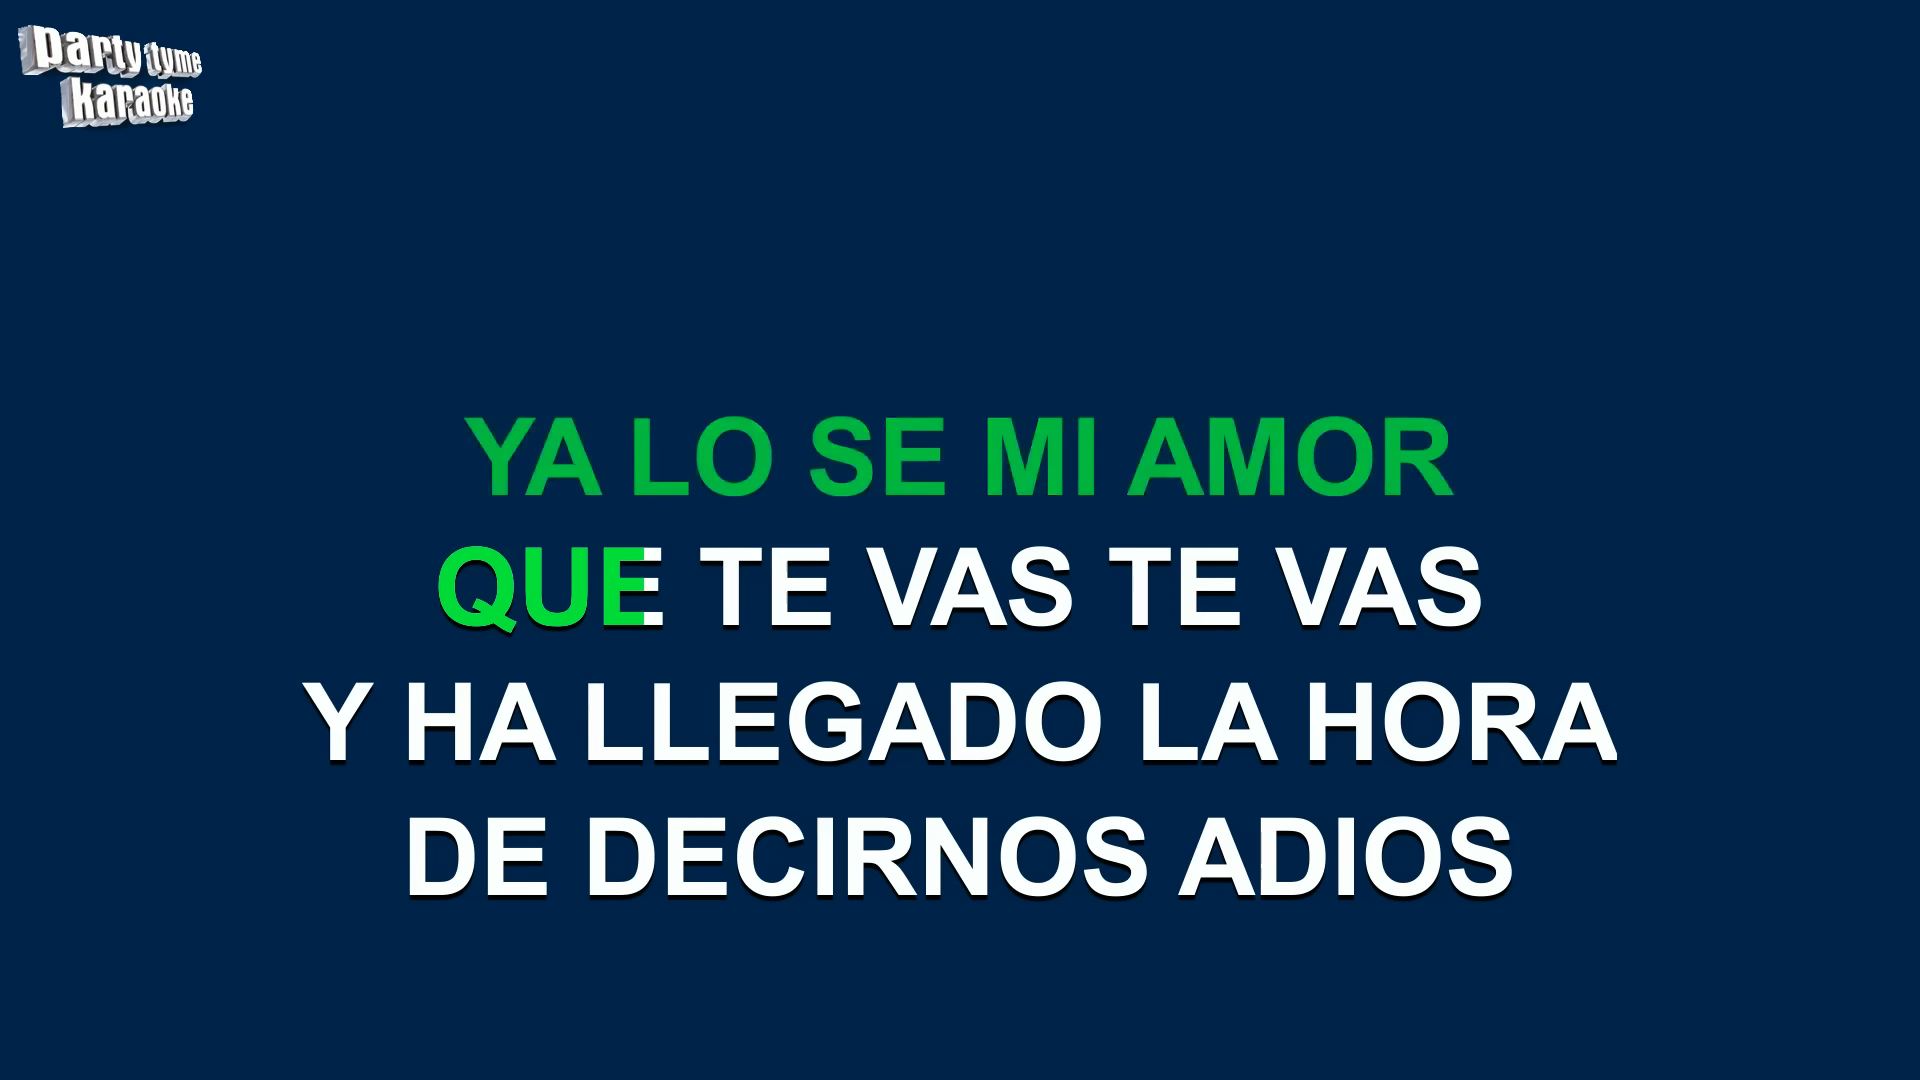 party tyme
karaoke
YA LO SE MI AMOR
QUE TE VAS TE VAS
Y HA LLEGADO LA HORA
DE DECIRNOS ADIOS